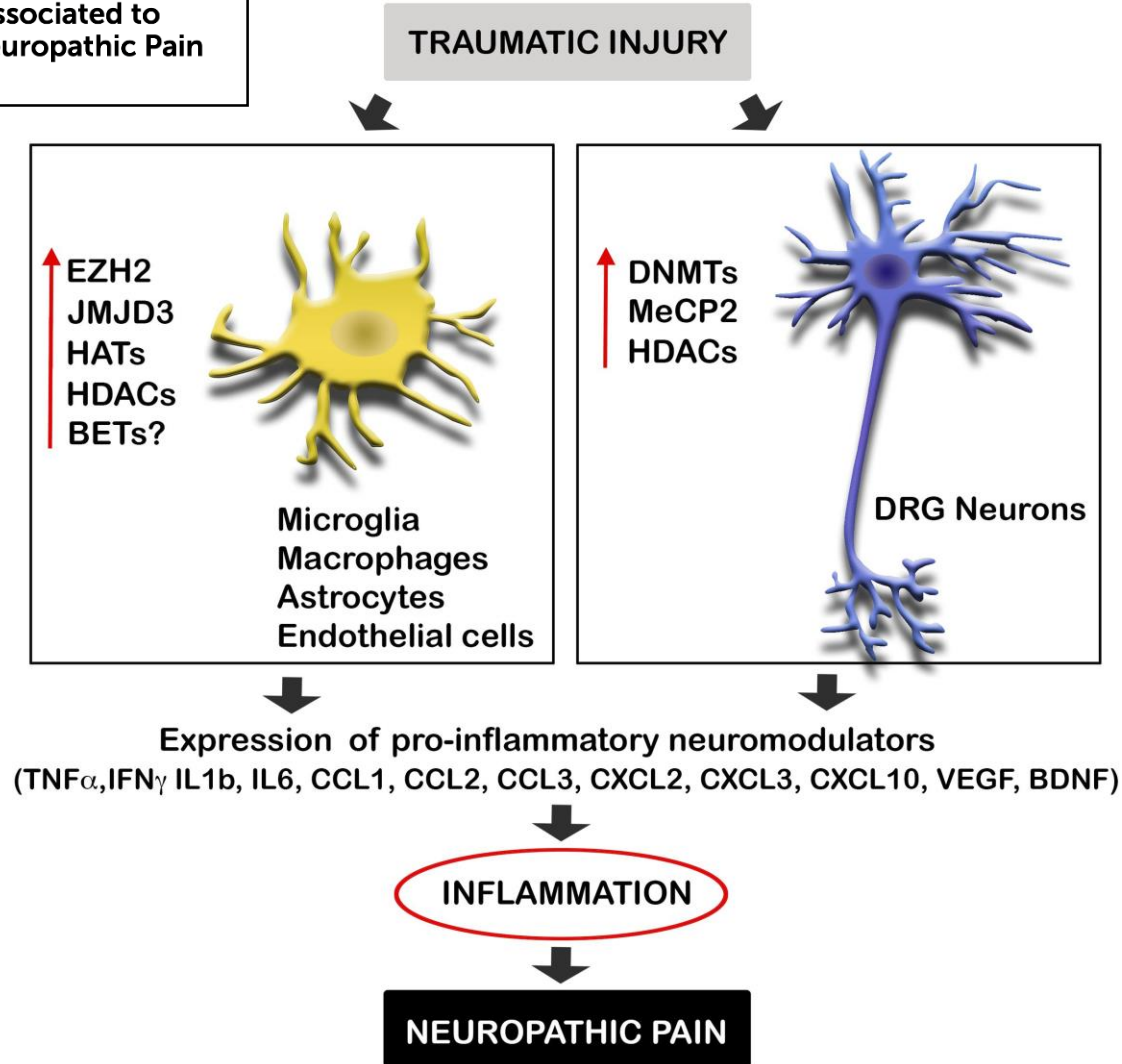 ssociated to
europathic Pain
TRAUMATIC INJURY
EZH2
JMJD3
HATs
HDACs
BETs?
Microglia
Macrophages
Astrocytes
Endothelial cells
DNMTs
MeCP2
HDACs
DRG Neurons
Expression of pro-inflammatory neuromodulators
(TNFα,IFNγ IL1b, IL6, CCL1, CCL2, CCL3, CXCL2, CXCL3, CXCL10, VEGF, BDNF)
INFLAMMATION
NEUROPATHIC PAIN